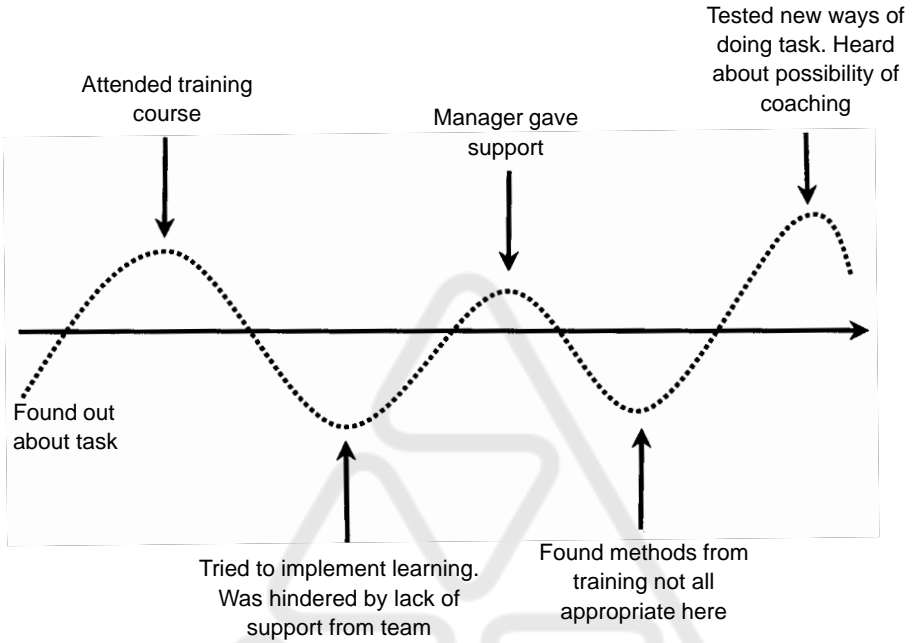 Tested new ways of
doing task. Heard
about possibility of
coaching
Attended training
course
Manager gave
support
Found out
about task
Tried to implement learning.
Was hindered by lack of
support from team
Found methods from
training not all
appropriate here